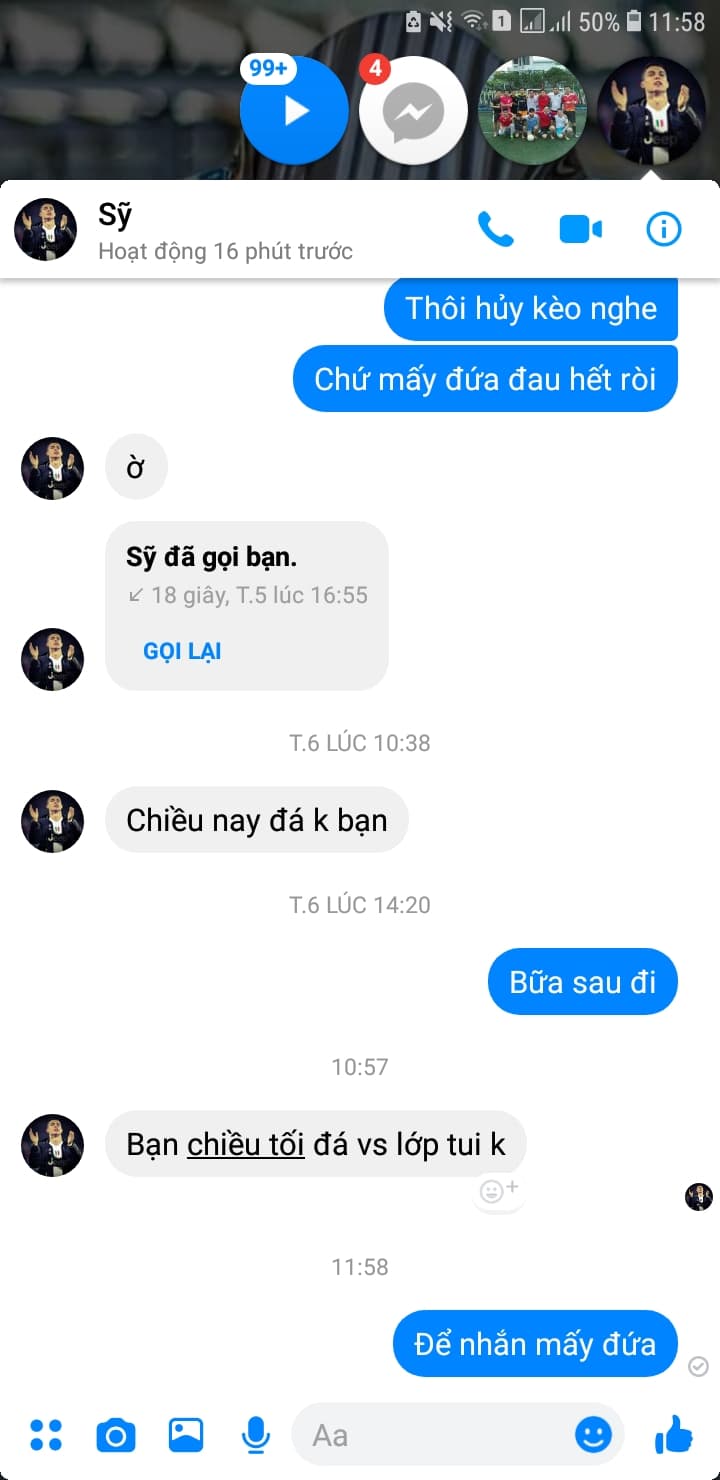 50% 11:58
99+
4
Sỹ
Hoạt động 16 phút trước
Thôi hủy kèo nghe
Chứ mấy đứa đau hết ròi
ờ
Sỹ đã gọi bạn.
↙ 18 giây, T.5 lúc 16:55
GỌI LẠI
T.6 LÚC 10:38
Chiều nay đá k bạn
T.6 LÚC 14:20
Bữa sau đi
10:57
Bạn chiều tối đá vs lớp tui k
11:58
Để nhắn mấy đứa
Aa